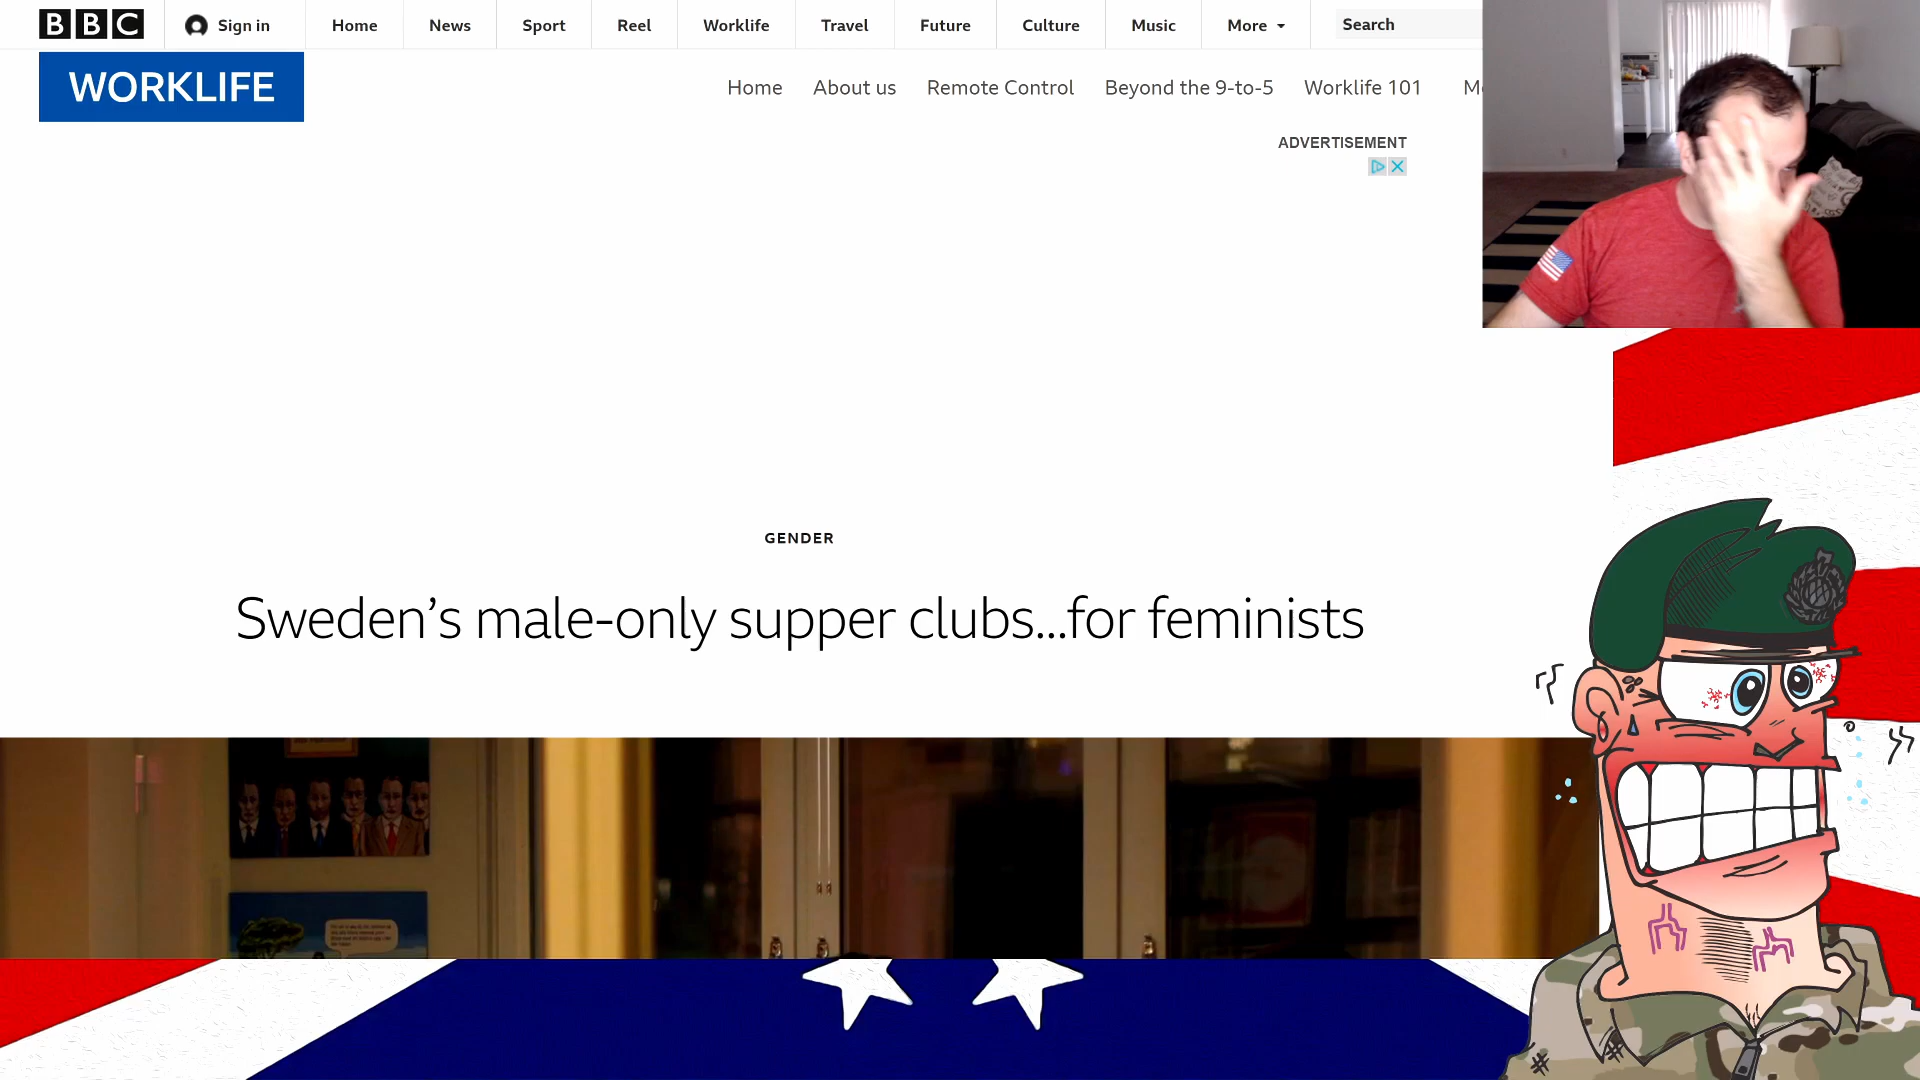 BBC
Sign in
Home
News
Sport
Reel
Worklife
Travel
Future
Culture
Music
More
Search
WORKLIFE
Home
About us
Remote Control
Beyond the 9-to-5
Worklife 101
ADVERTISEMENT
GENDER
Sweden's male-only supper clubs...for feminists